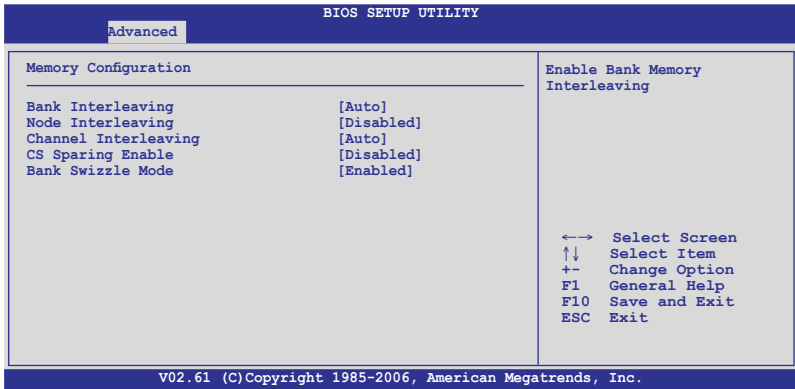 BIOS SETUP UTILITY
Advanced
Memory Configuration
Bank Interleaving [Auto]
Node Interleaving [Disabled]
Channel Interleaving [Auto]
CS Sparing Enable [Disabled]
Bank Swizzle Mode [Enabled]
Enable Bank Memory
Interleaving
←→ Select Screen
↑↓ Select Item
+- Change Option
F1 General Help
F10 Save and Exit
ESC Exit
V02.61 (C)Copyright 1985-2006, American Megatrends, Inc.